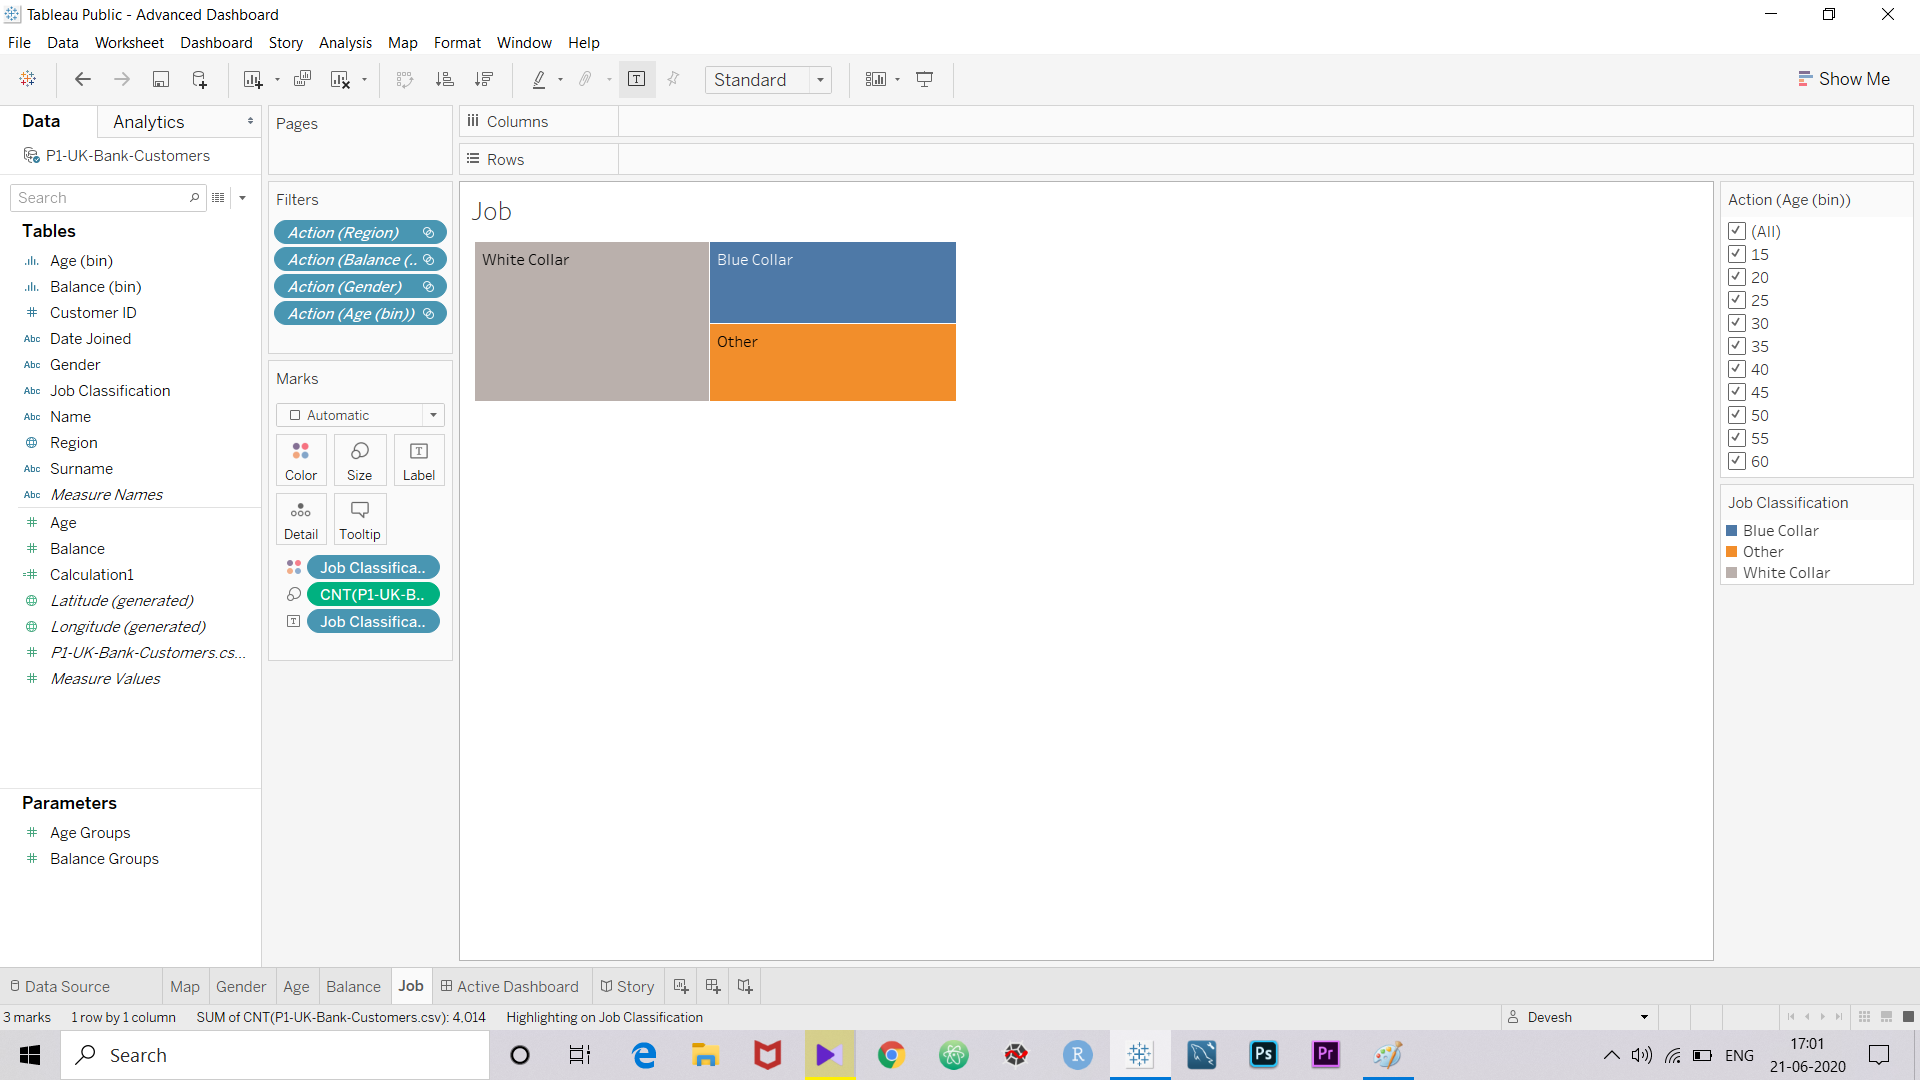 Tableau Public - Advanced Dashboard
File Data Worksheet Dashboard Story Analysis Map Format Window Help
Standard
Show Me
Data Analytics
P1-UK-Bank-Customers
Search
Tables
Age (bin)
Balance (bin)
Customer ID
Abc Date Joined
Abc Gender
Abc Job Classification
Abc Name
Region
Abc Surname
Abc Measure Names
Age
Balance
Calculation1
Latitude (generated)
Longitude (generated)
P1-UK-Bank-Customers.cs...
Measure Values
Parameters
Age Groups
Balance Groups
Pages
Filters
Action (Region)
Action (Balance (..
Action (Gender)
Action (Age (bin))
Marks
Automatic
Color Size Label
Detail Tooltip
Job Classifica..
CNT(P1-UK-B..
Job Classifica..
Columns
Rows
Job
White Collar
Blue Collar
Other
Action (Age (bin))
(All)
15
20
25
30
35
40
45
50
55
60
Job Classification
Blue Collar
Other
White Collar
Data Source Map Gender Age Balance Job Active Dashboard Story
3 marks 1 row by 1 column SUM of CNT(P1-UK-Bank-Customers.csv): 4,014 Highlighting on Job Classification Devesh
Search
R
Ps
Pr
ENG
17:01
21-06-2020